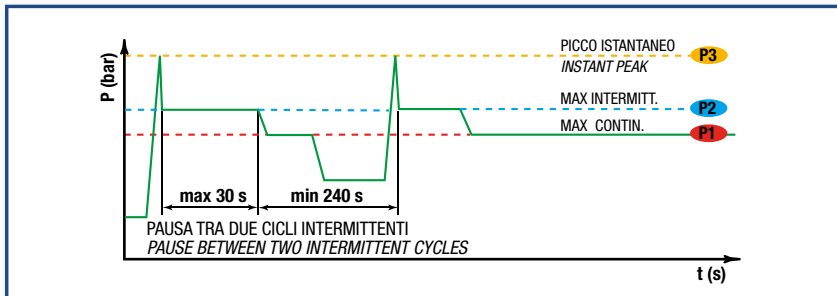 P (bar)
PICCO ISTANTANEO
INSTANT PEAK
P3
MAX INTERMITT.
P2
MAX CONTIN.
P1
max 30 s
min 240 s
PAUSA TRA DUE CICLI INTERMITTENTI
PAUSE BETWEEN TWO INTERMITTENT CYCLES
t (s)